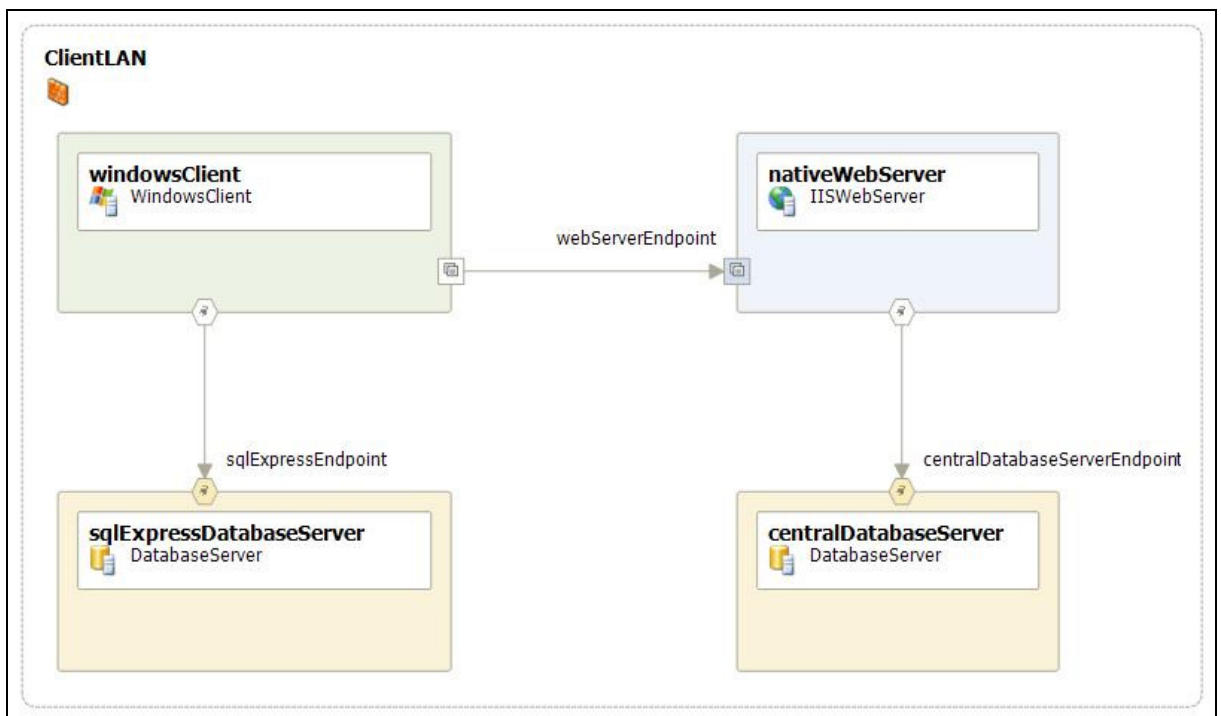 ClientLAN
windowsClient
WindowsClient
nativeWebServer
IISWebServer
webServerEndpoint
sqlExpressEndpoint
centralDatabaseServerEndpoint
sqlExpressDatabaseServer
DatabaseServer
centralDatabaseServer
DatabaseServer